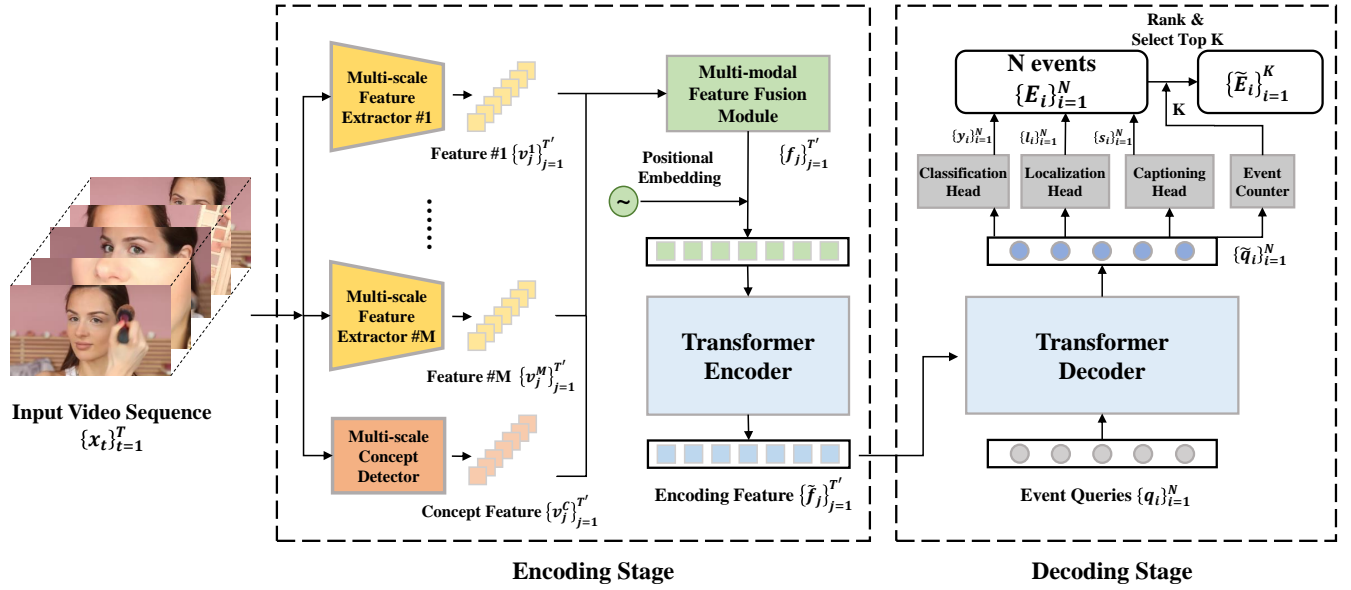 Input Video Sequence
{x_t}_{t=1}^{T}
Multi-scale
Feature
Extractor #1
Feature #1 {v_j^1}_{j=1}^{T'}
......
Multi-scale
Feature
Extractor #M
Feature #M {v_j^M}_{j=1}^{T'}
Multi-scale
Concept
Detector
Concept Feature {v_j^C}_{j=1}^{T'}
Multi-modal
Feature Fusion
Module
{f_j}_{j=1}^{T'}
Positional
Embedding
~
Transformer
Encoder
Encoding Feature {f̃_j}_{j=1}^{T'}
Encoding Stage
Rank &
Select Top K
N events
{E_i}_{i=1}^{N}
{Ẽ_i}_{i=1}^{K}
K
{y_i}_{i=1}^{N}
{l_i}_{i=1}^{N}
{s_i}_{i=1}^{N}
Classification
Head
Localization
Head
Captioning
Head
Event
Counter
{q̃_i}_{i=1}^{N}
Transformer
Decoder
Event Queries {q_i}_{i=1}^{N}
Decoding Stage